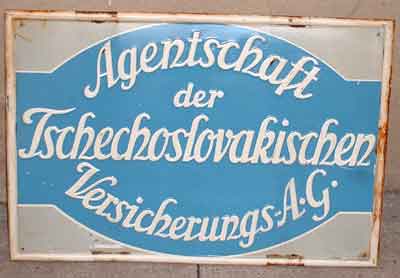 Agentschaft
der
Tschechoslovakischen
Versicherungs-A.G.